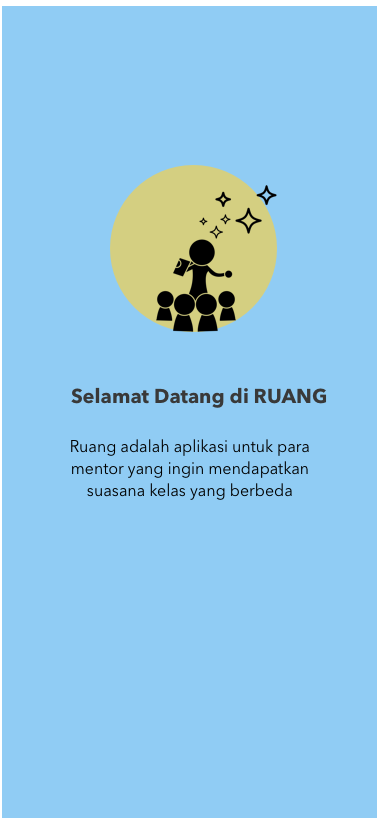 Selamat Datang di RUANG
Ruang adalah aplikasi untuk para
mentor yang ingin mendapatkan
suasana kelas yang berbeda